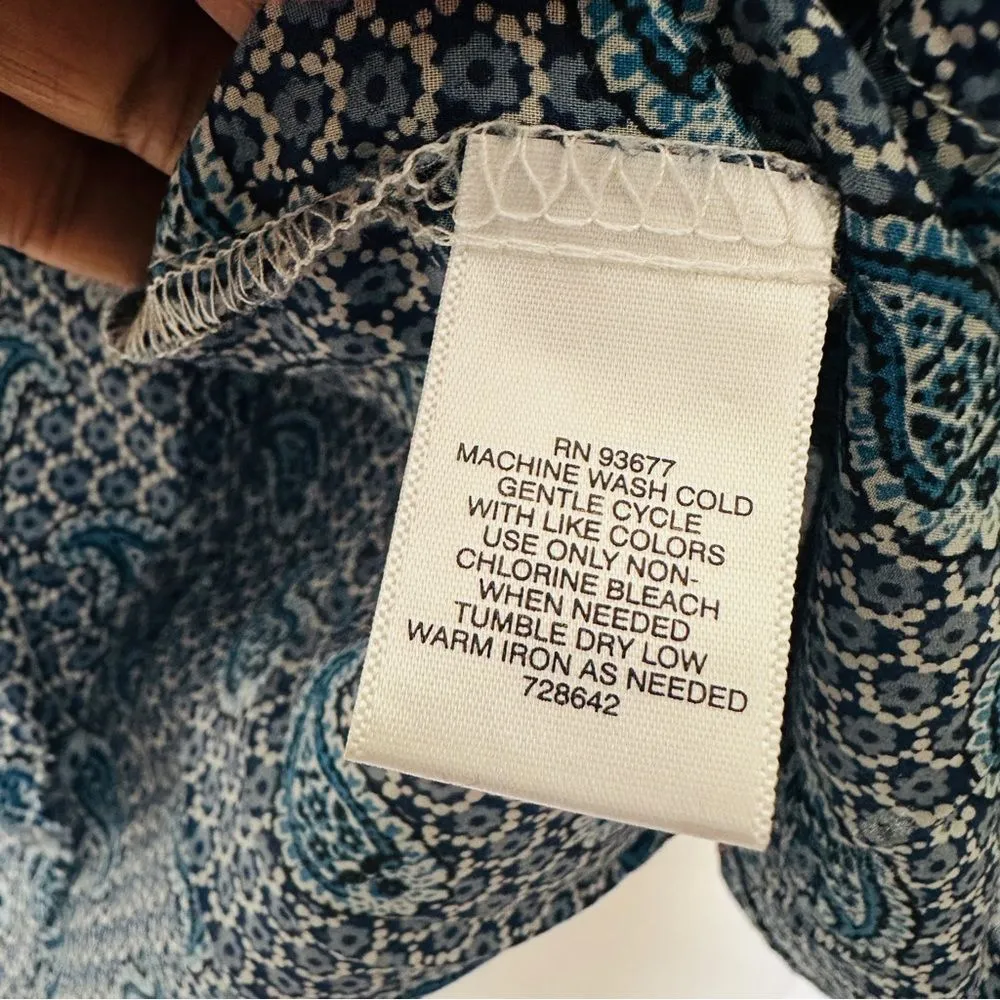 RN 93677
MACHINE WASH COLD
GENTLE CYCLE
WITH LIKE COLORS
USE ONLY NON-
CHLORINE BLEACH
WHEN NEEDED
TUMBLE DRY LOW
WARM IRON AS NEEDED
728642